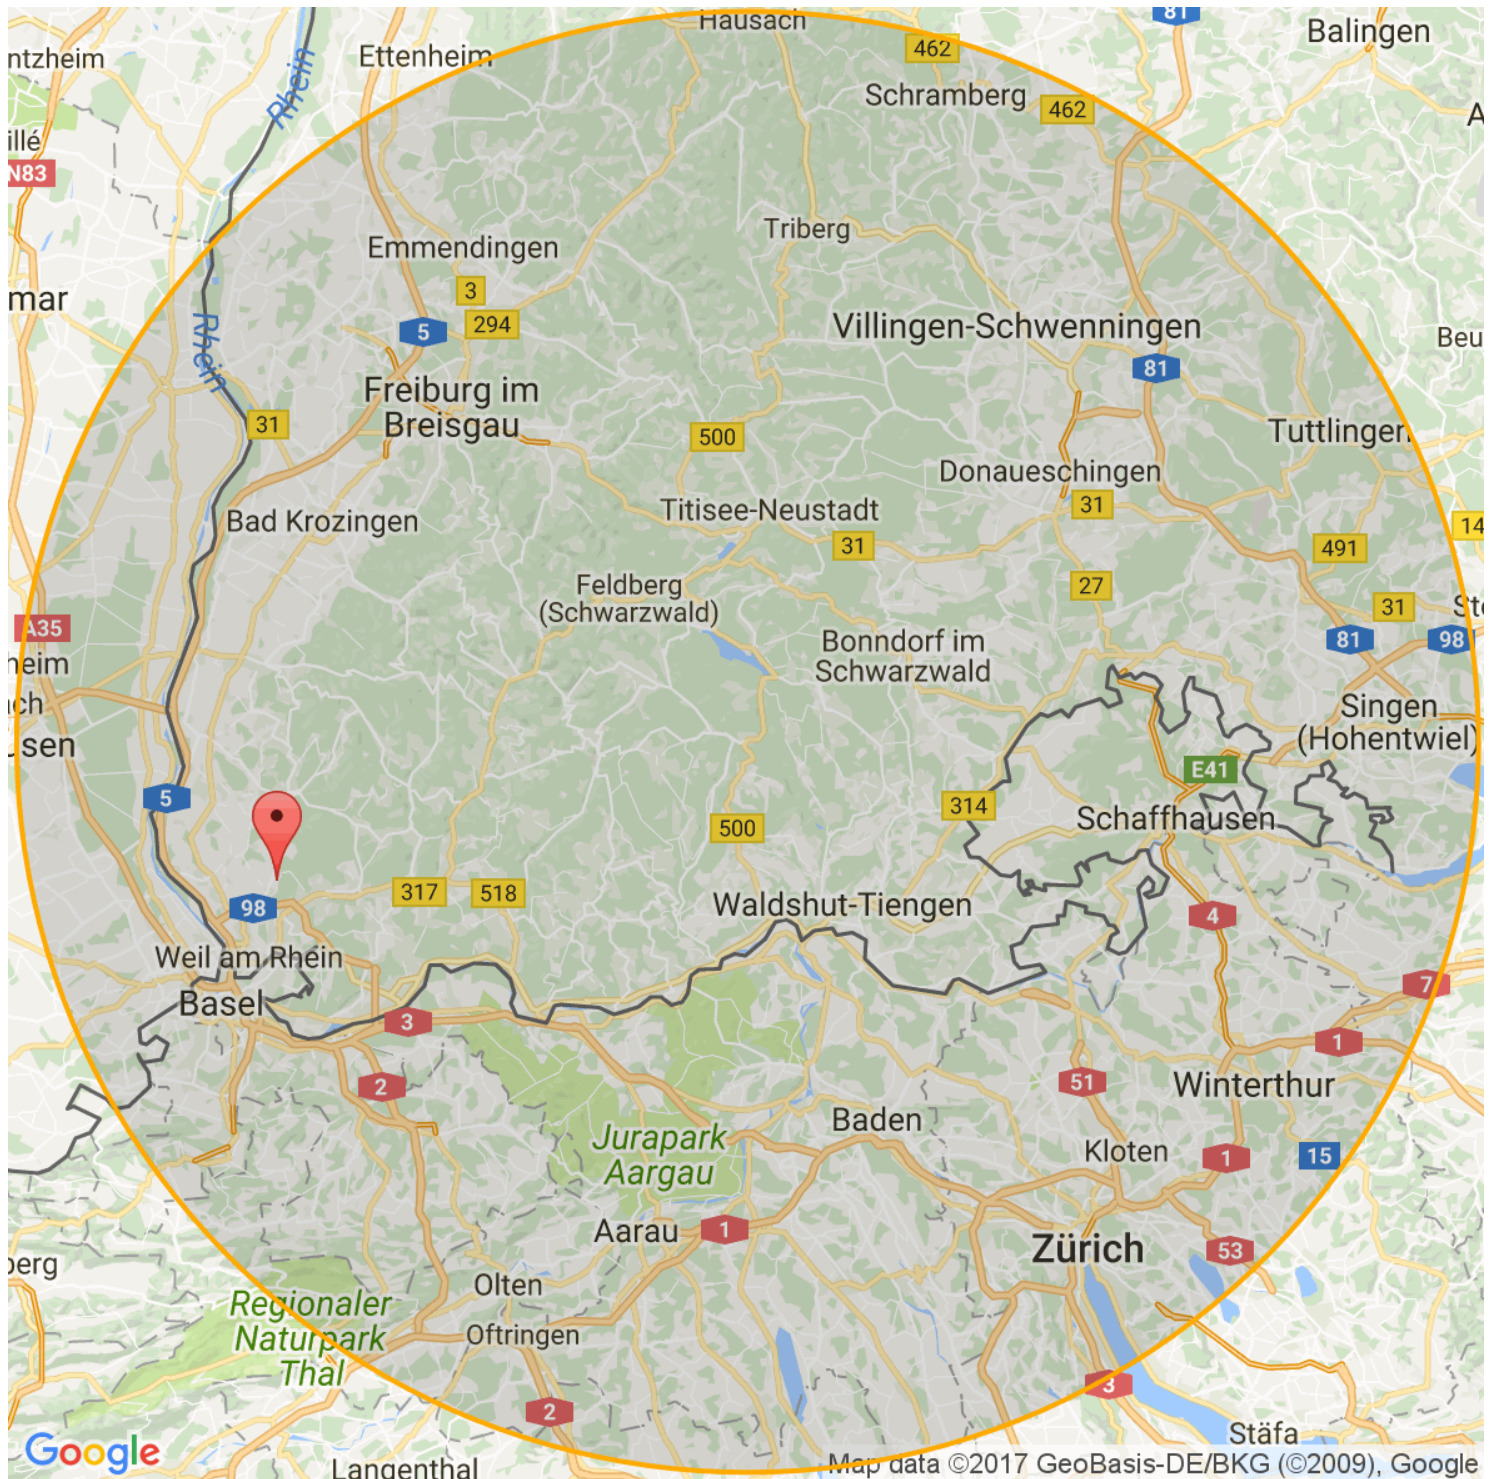 Hausach
81
Balingen
ntzheim
Ettenheim
462
Rhein
Schramberg
462
illé
N83
Triberg
Emmendingen
3
mar
294
5
Villingen-Schwenningen
Beu
Rhein
81
Freiburg im
Breisgau
31
500
Tuttlingen
Donaueschingen
31
Bad Krozingen
Titisee-Neustadt
14
31
491
Feldberg
(Schwarzwald)
27
31
A35
Bonndorf im
Schwarzwald
81
98
heim
ach
Singen
(Hohentwiel)
usen
E41
5
314
Schaffhausen
500
317
518
98
Waldshut-Tiengen
4
Weil am Rhein
7
Basel
3
1
2
51
Winterthur
Baden
Jurapark
Aargau
Kloten
1
15
Aarau
1
Zürich
53
berg
Olten
Regionaler
Naturpark
Thal
Oftringen
3
2
Stäfa
Google
Langenthal
Map data ©2017 GeoBasis-DE/BKG (©2009), Google